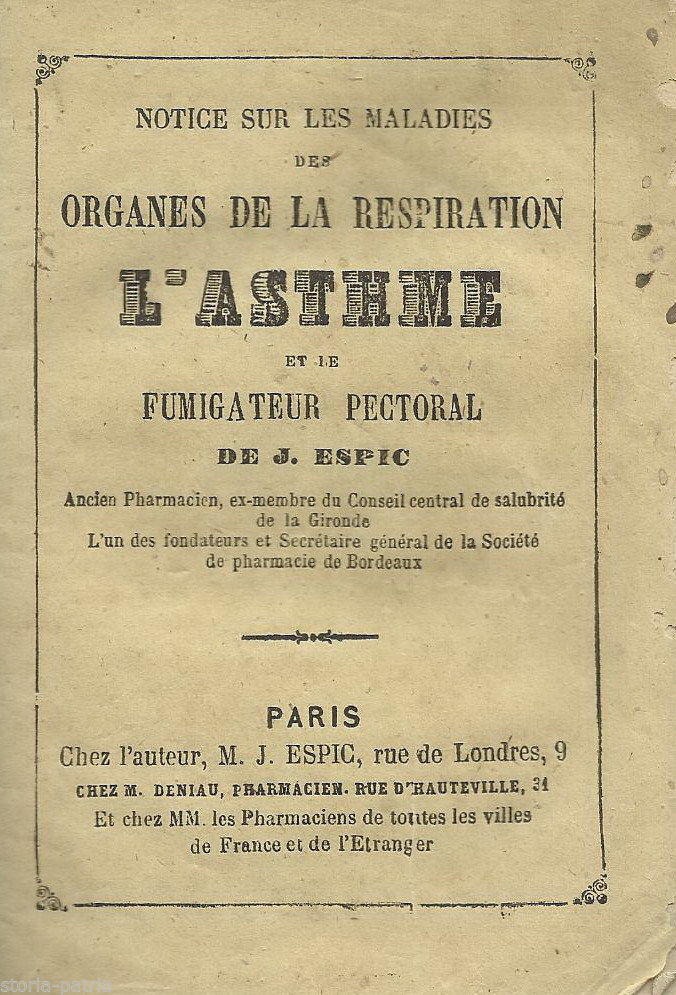 NOTICE SUR LES MALADIES
DES
ORGANES DE LA RESPIRATION
L'ASTHME
ET LE
FUMIGATEUR PECTORAL
DE J. ESPIC
Ancien Pharmacien, ex-membre du Conseil central de salubrité
de la Gironde
L'un des fondateurs et Secrétaire général de la Société
de pharmacie de Bordeaux
PARIS
Chez l'auteur, M. J. ESPIC, rue de Londres, 9
CHEZ M. DENIAU, PHARMACIEN. RUE D'HAUTEVILLE, 31
Et chez MM. les Pharmaciens de toutes les villes
de France et de l'Etranger
storia-patria